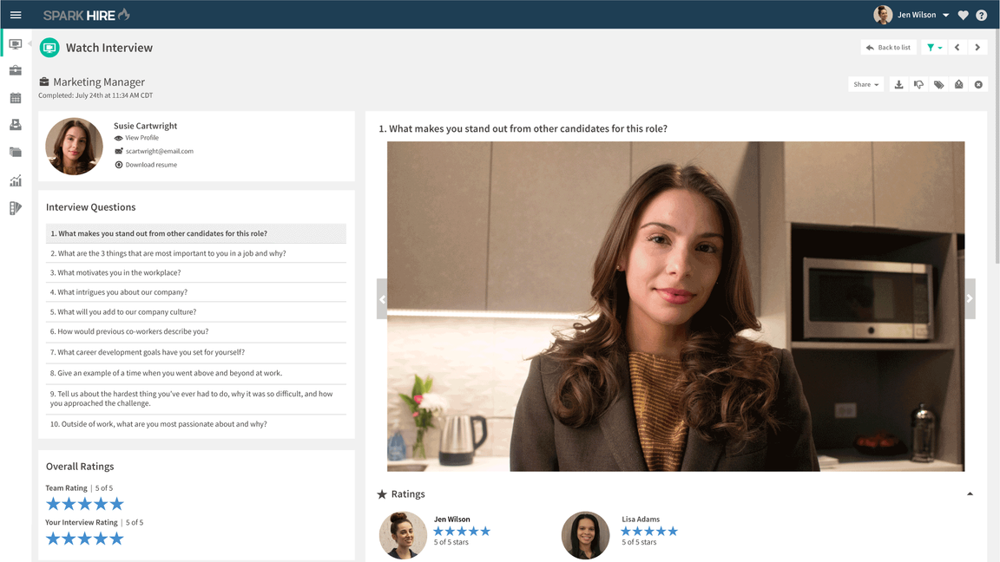 SPARK HIRE
Jen Wilson
Watch Interview
Back to list
Marketing Manager
Completed: July 24th at 11:34 AM CDT
Share
Susie Cartwright
View Profile
scartwright@email.com
Download resume
Interview Questions
1. What makes you stand out from other candidates for this role?
2. What are the 3 things that are most important to you in a job and why?
3. What motivates you in the workplace?
4. What intrigues you about our company?
5. What will you add to our company culture?
6. How would previous co-workers describe you?
7. What career development goals have you set for yourself?
8. Give an example of a time when you went above and beyond at work.
9. Tell us about the hardest thing you've ever had to do, why it was so difficult, and how
you approached the challenge.
10. Outside of work, what are you most passionate about and why?
Overall Ratings
Team Rating | 5 of 5
Your Interview Rating | 5 of 5
1. What makes you stand out from other candidates for this role?
Ratings
Jen Wilson
5 of 5 stars
Lisa Adams
5 of 5 stars